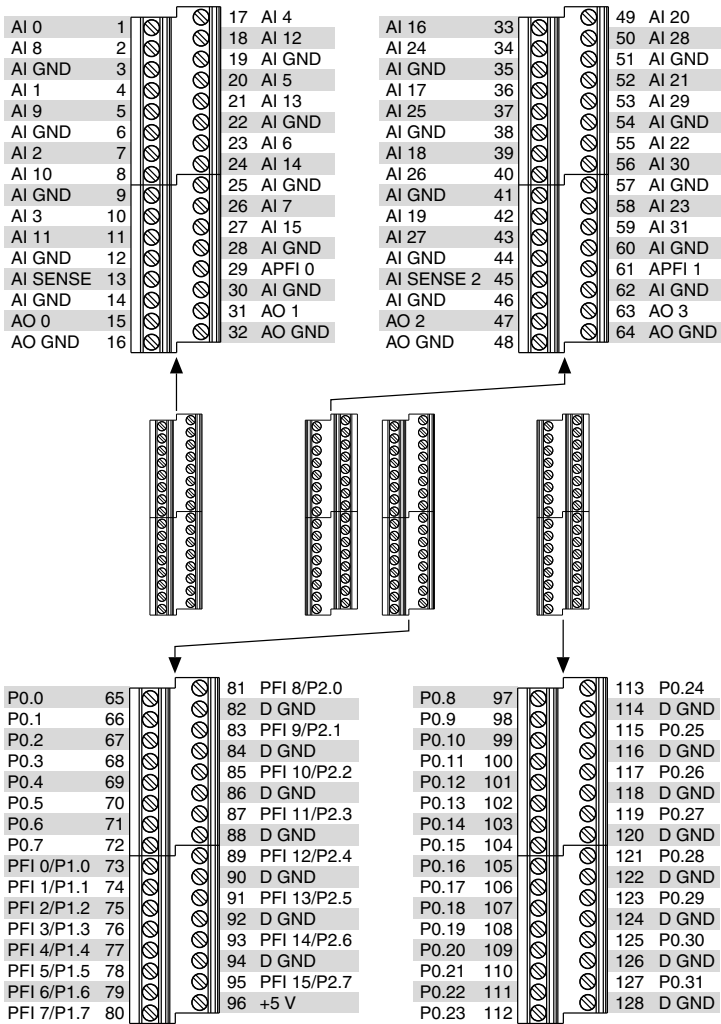 AI 0 1
AI 8 2
AI GND 3
AI 1 4
AI 9 5
AI GND 6
AI 2 7
AI 10 8
AI GND 9
AI 3 10
AI 11 11
AI GND 12
AI SENSE 13
AI GND 14
AO 0 15
AO GND 16
17 AI 4
18 AI 12
19 AI GND
20 AI 5
21 AI 13
22 AI GND
23 AI 6
24 AI 14
25 AI GND
26 AI 7
27 AI 15
28 AI GND
29 APFI 0
30 AI GND
31 AO 1
32 AO GND
AI 16 33
AI 24 34
AI GND 35
AI 17 36
AI 25 37
AI GND 38
AI 18 39
AI 26 40
AI GND 41
AI 19 42
AI 27 43
AI GND 44
AI SENSE 2 45
AI GND 46
AO 2 47
AO GND 48
49 AI 20
50 AI 28
51 AI GND
52 AI 21
53 AI 29
54 AI GND
55 AI 22
56 AI 30
57 AI GND
58 AI 23
59 AI 31
60 AI GND
61 APFI 1
62 AI GND
63 AO 3
64 AO GND
P0.0 65
P0.1 66
P0.2 67
P0.3 68
P0.4 69
P0.5 70
P0.6 71
P0.7 72
PFI 0/P1.0 73
PFI 1/P1.1 74
PFI 2/P1.2 75
PFI 3/P1.3 76
PFI 4/P1.4 77
PFI 5/P1.5 78
PFI 6/P1.6 79
PFI 7/P1.7 80
81 PFI 8/P2.0
82 D GND
83 PFI 9/P2.1
84 D GND
85 PFI 10/P2.2
86 D GND
87 PFI 11/P2.3
88 D GND
89 PFI 12/P2.4
90 D GND
91 PFI 13/P2.5
92 D GND
93 PFI 14/P2.6
94 D GND
95 PFI 15/P2.7
96 +5 V
P0.8 97
P0.9 98
P0.10 99
P0.11 100
P0.12 101
P0.13 102
P0.14 103
P0.15 104
P0.16 105
P0.17 106
P0.18 107
P0.19 108
P0.20 109
P0.21 110
P0.22 111
P0.23 112
113 P0.24
114 D GND
115 P0.25
116 D GND
117 P0.26
118 D GND
119 P0.27
120 D GND
121 P0.28
122 D GND
123 P0.29
124 D GND
125 P0.30
126 D GND
127 P0.31
128 D GND